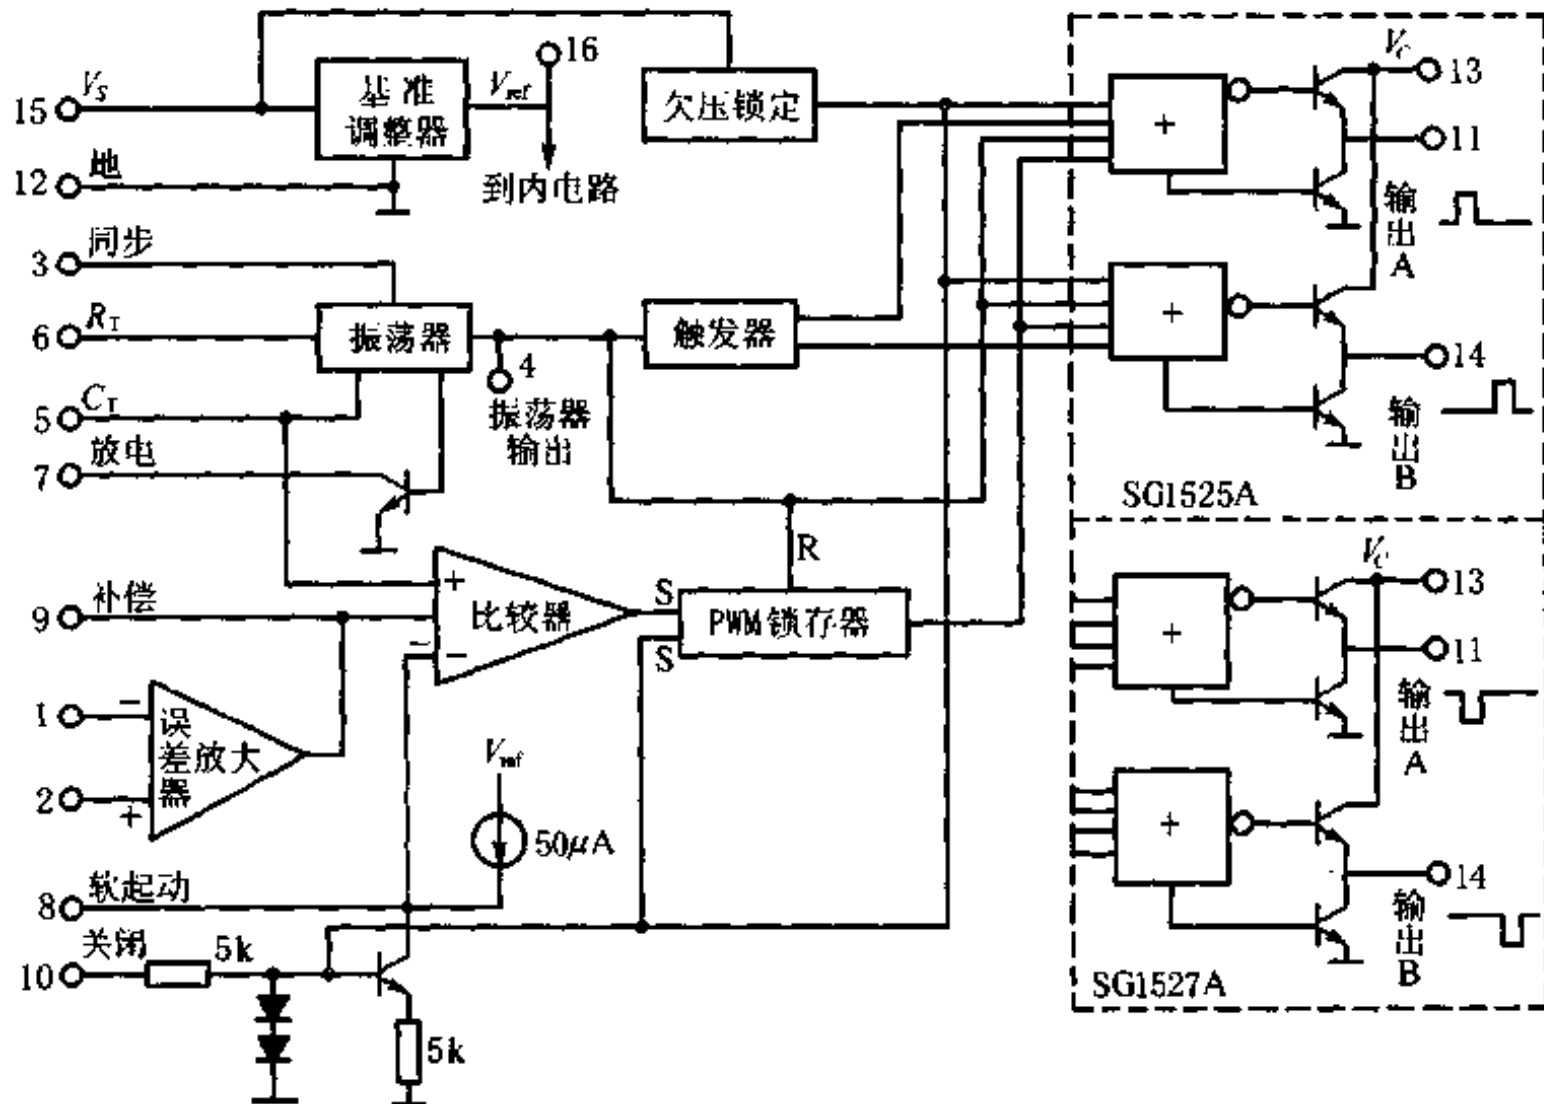 15 V_S
基准
调整器
V_ref
16
到内电路
欠压锁定
12 地
3 同步
6 R_T
振荡器
4
振荡器
输出
触发器
5 C_T
7 放电
9 补偿
+
−
−
比较器
S
S
R
PWM锁存器
1
−
2
+
误
差放大
器
V_ref
50μA
8 软起动
10 关闭
5k
5k
+
V_C
13
11
输出A
+
14
输出B
SG1525A
+
V_C
13
11
输出A
+
14
输出B
SG1527A